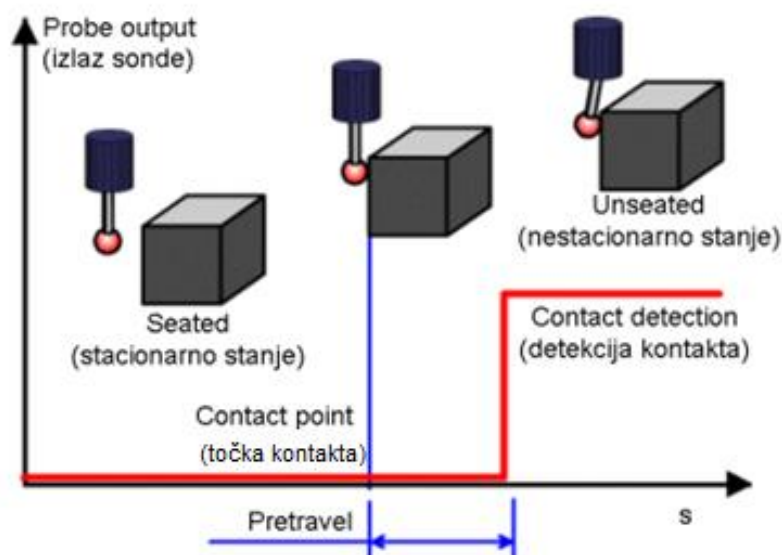 Probe output
(izlaz sonde)
Unseated
(nestacionarno stanje)
Seated
(stacionarno stanje)
Contact detection
(detekcija kontakta)
Contact point
(točka kontakta)
s
Pretravel